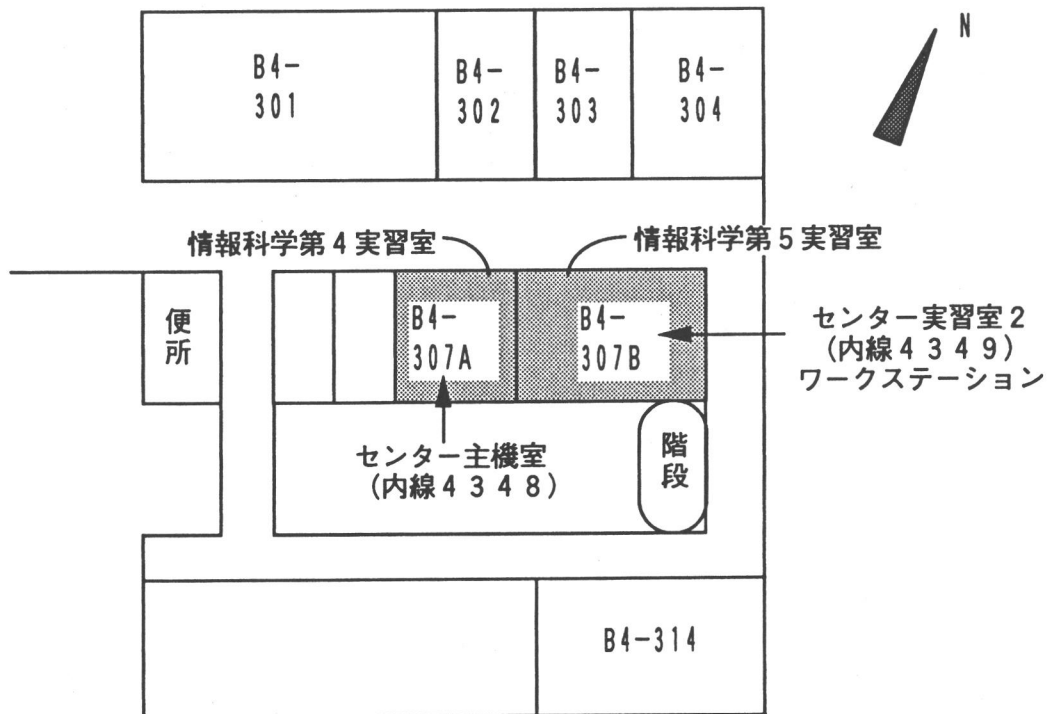 N
B4-
301
B4-
302
B4-
303
B4-
304
情報科学第4実習室
情報科学第5実習室
便
所
B4-
307A
B4-
307B
センター実習室2
(内線4349)
ワークステーション
センター主機室
(内線4348)
階
段
B4-314